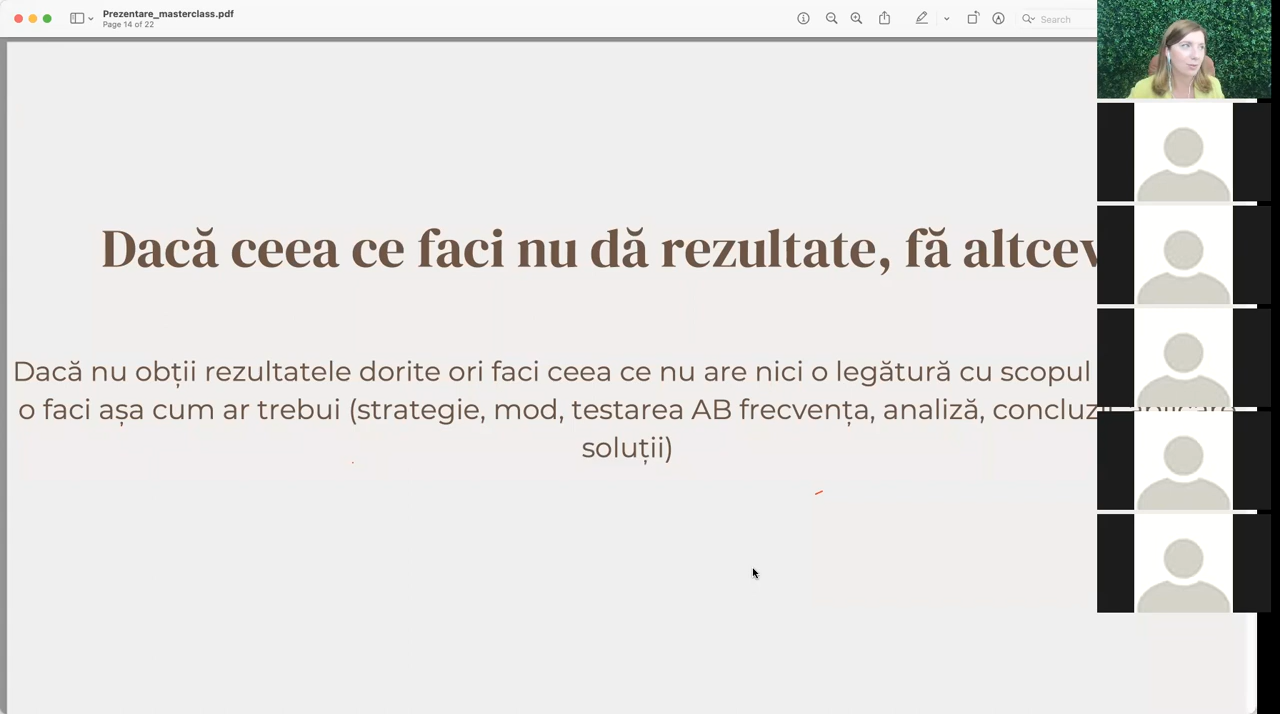 Prezentare_masterclass.pdf
Page 14 of 22
Search
Dacă ceea ce faci nu dă rezultate, fă
Dacă nu obții rezultatele dorite ori faci ceea ce nu are nici o legătură cu scopul
o faci așa cum ar trebui (strategie, mod, testarea AB frecvența, analiză,
soluții)